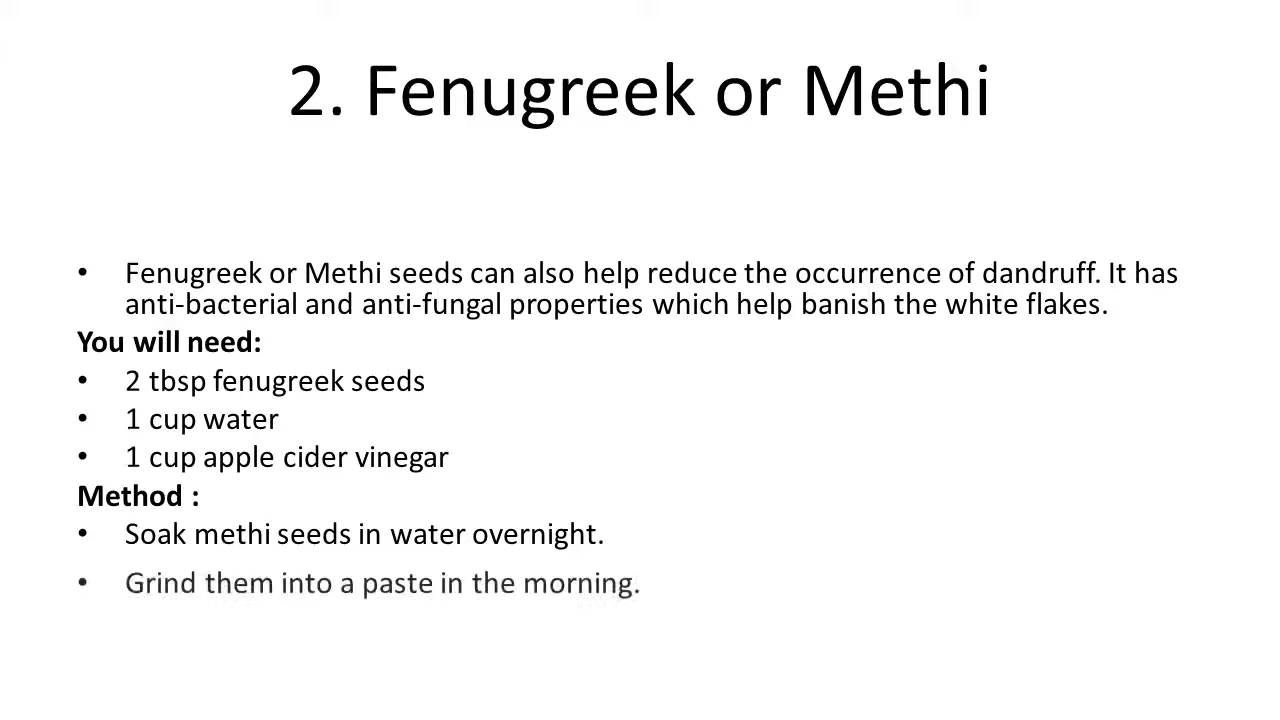 2. Fenugreek or Methi
• Fenugreek or Methi seeds can also help reduce the occurrence of dandruff. It has
anti-bacterial and anti-fungal properties which help banish the white flakes.
You will need:
• 2 tbsp fenugreek seeds
• 1 cup water
• 1 cup apple cider vinegar
Method :
• Soak methi seeds in water overnight.
• Grind them into a paste in the morning.